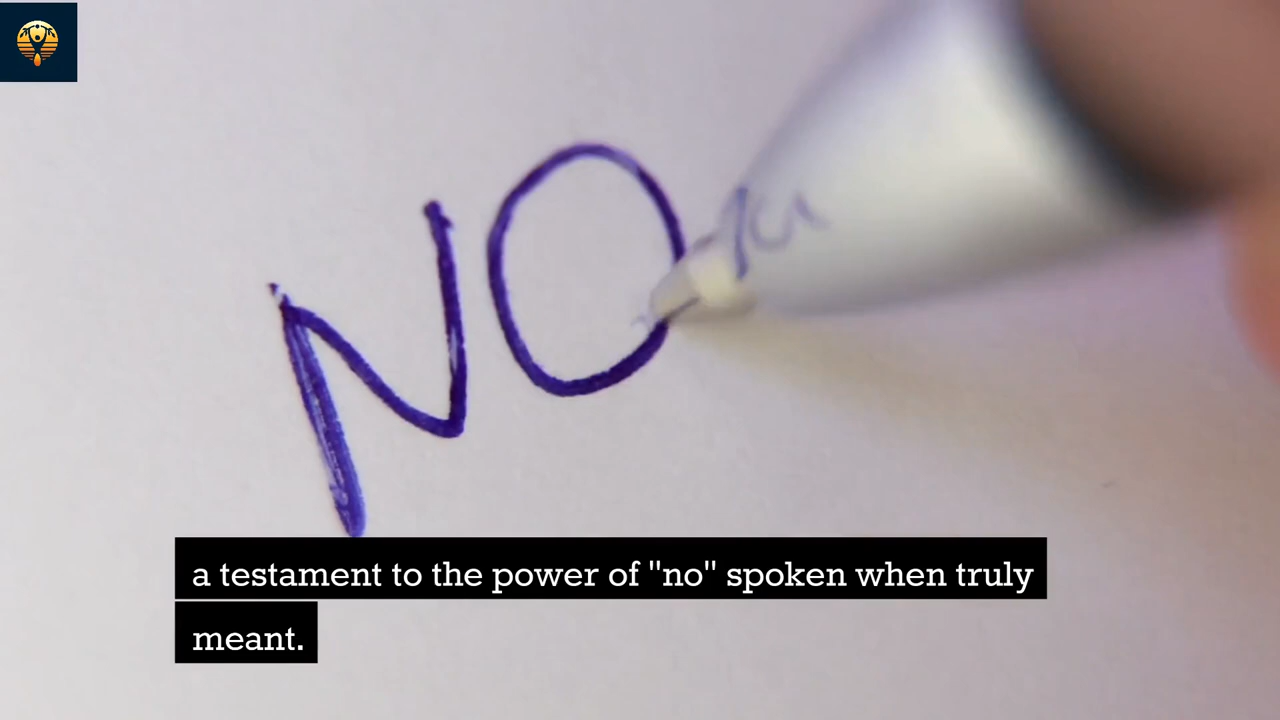 NO
a testament to the power of "no" spoken when truly
meant.